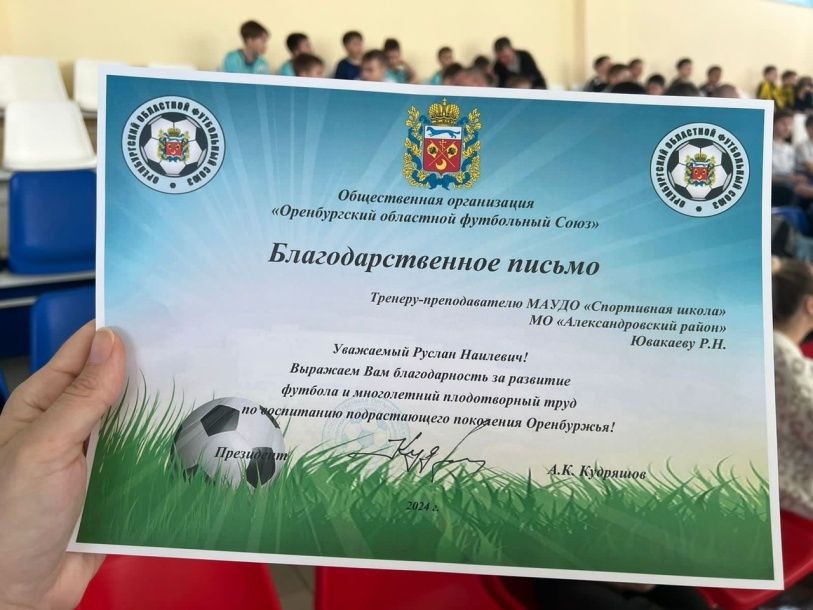 ОРЕНБУРГСКИЙ ОБЛАСТНОЙ ФУТБОЛЬНЫЙ СОЮЗ
ОРЕНБУРГСКИЙ ОБЛАСТНОЙ ФУТБОЛЬНЫЙ СОЮЗ
Общественная организация
«Оренбургский областной футбольный Союз»
Благодарственное письмо
Тренеру-преподавателю МАУДО «Спортивная школа»
МО «Александровский район»
Ювакаеву Р.Н.
Уважаемый Руслан Наилевич!
Выражаем Вам благодарность за развитие
футбола и многолетний плодотворный труд
по воспитанию подрастающего поколения Оренбуржья!
Президент А.К. Кудряшов
2024 г.